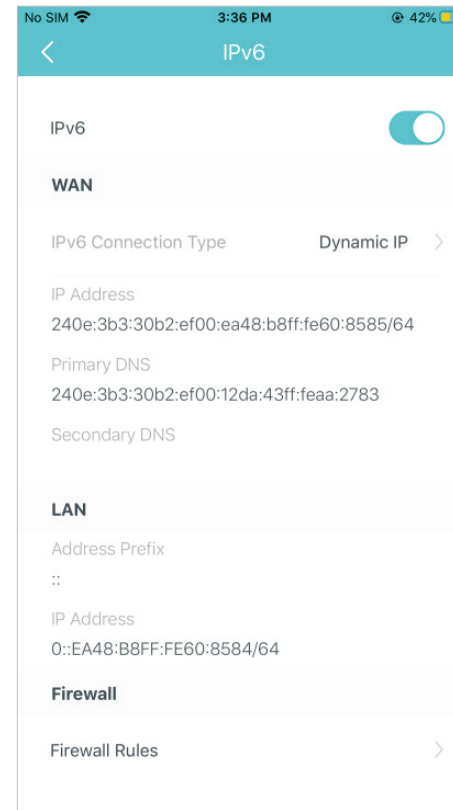 No SIM 3:36 PM 42%
IPv6
IPv6
WAN
IPv6 Connection Type Dynamic IP
IP Address
240e:3b3:30b2:ef00:ea48:b8ff:fe60:8585/64
Primary DNS
240e:3b3:30b2:ef00:12da:43ff:feaa:2783
Secondary DNS
LAN
Address Prefix
::
IP Address
0::EA48:B8FF:FE60:8584/64
Firewall
Firewall Rules